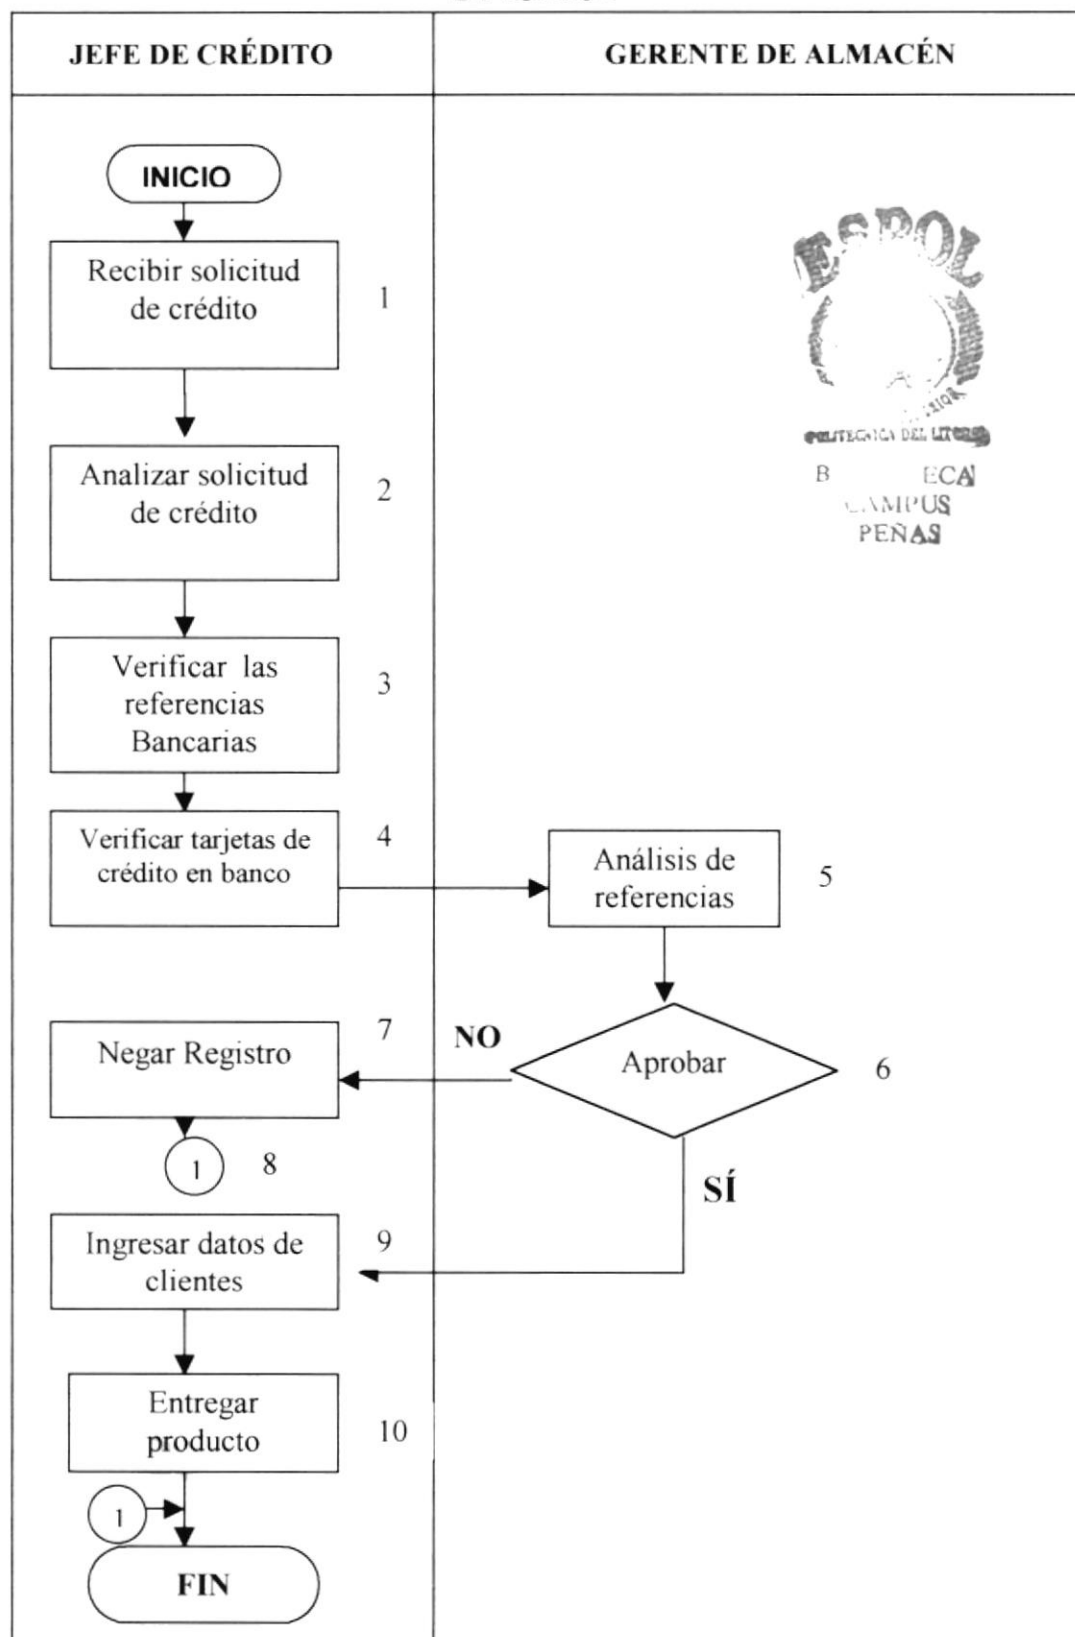 JEFE DE CRÉDITO
GERENTE DE ALMACÉN
INICIO
Recibir solicitud
de crédito
1
ESPOL
POLITECNICA DEL LITORAL
CAMPUS
PEÑAS
Analizar solicitud
de crédito
2
Verificar las
referencias
Bancarias
3
Verificar tarjetas de
crédito en banco
4
Análisis de
referencias
5
Negar Registro
7
NO
Aprobar
6
1
8
SÍ
Ingresar datos de
clientes
9
Entregar
producto
10
1
FIN